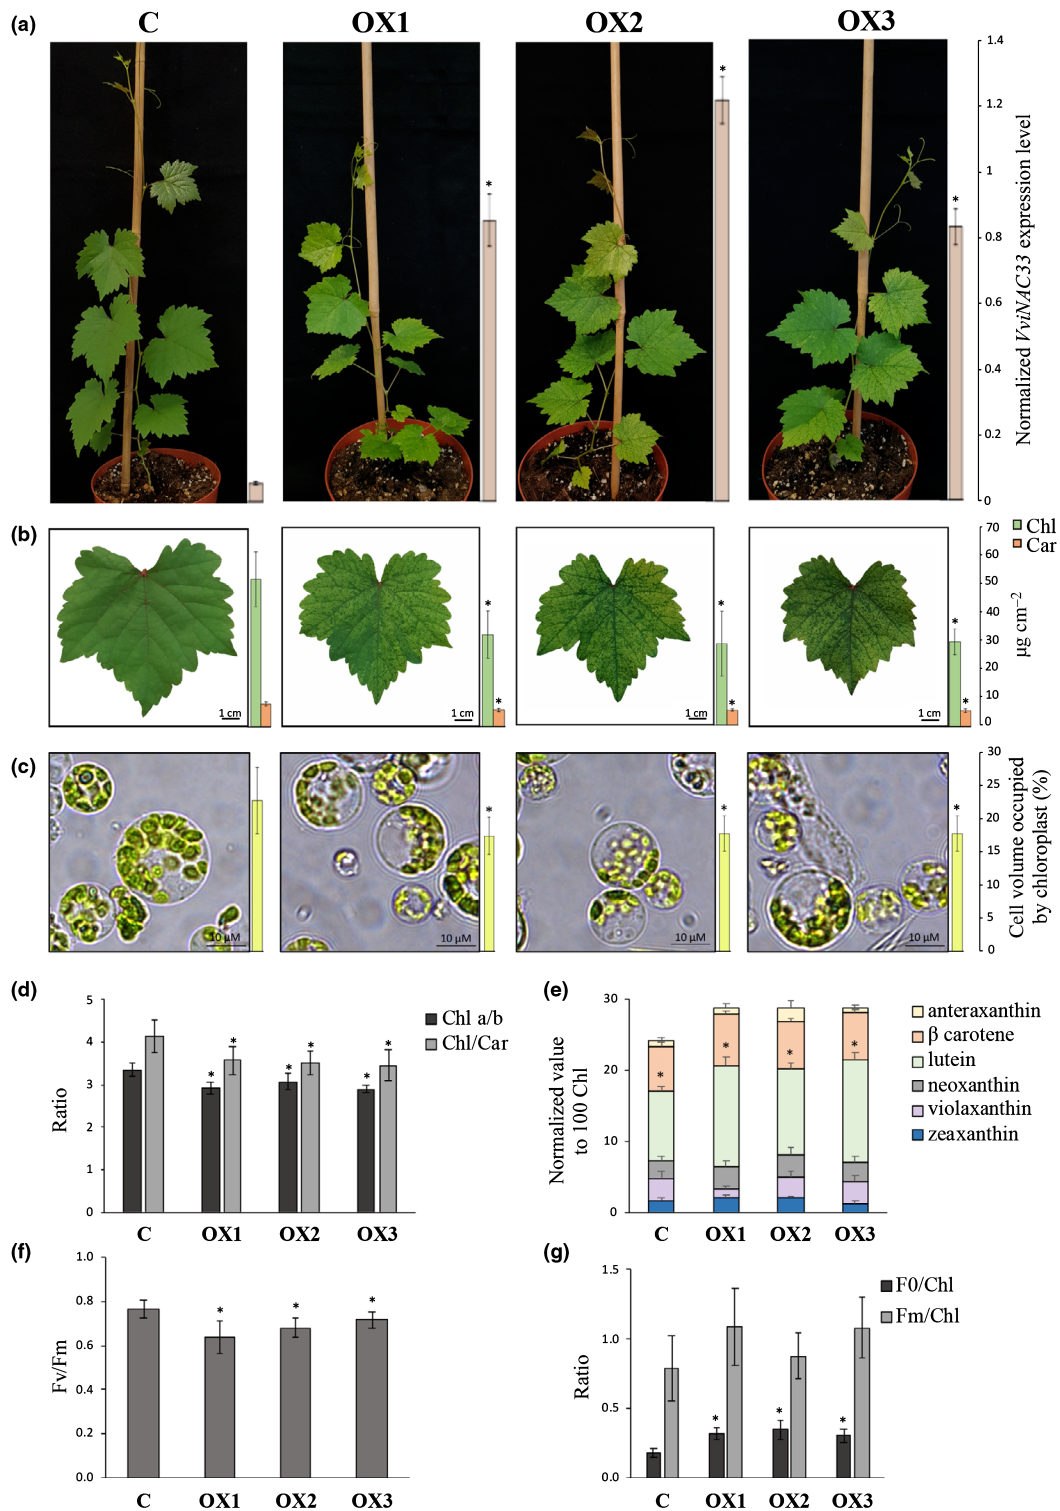 (a)
C OX1 OX2 OX3
* * *
1.4
1.2
1
0.8
0.6
0.4
0.2
0
Normalized VviNAC33 expression level
(b)
1 cm 1 cm 1 cm 1 cm
* * *
* * *
70
60
50
40
30
20
10
0
µg cm−2
Chl
Car
(c)
10 µM 10 µM 10 µM
* * *
30
25
20
15
10
5
0
Cell volume occupied
by chloroplast (%)
(d)
5
4
3
2
1
0
Ratio
Chl a/b
Chl/Car
* * * * * *
C OX1 OX2 OX3
(e)
30
20
10
0
Normalized value
to 100 Chl
* * * *
anteraxanthin
β carotene
lutein
neoxanthin
violaxanthin
zeaxanthin
C OX1 OX2 OX3
(f)
1.0
0.8
0.6
0.4
0.2
0.0
Fv/Fm
* * *
C OX1 OX2 OX3
(g)
1.5
1.0
0.5
0.0
Ratio
* * *
F0/Chl
Fm/Chl
C OX1 OX2 OX3